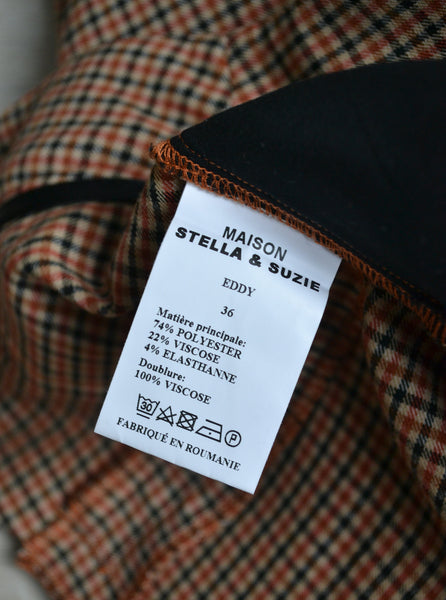 MAISON
STELLA & SUZIE
EDDY
36
Matière principale:
74% POLYESTER
22% VISCOSE
4% ELASTHANNE
Doublure:
100% VISCOSE
30 P
FABRIQUÉ EN ROUMANIE